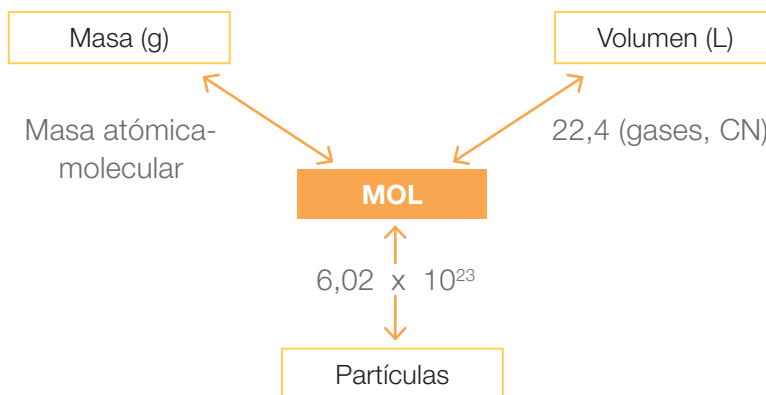 Masa (g)
Volumen (L)
Masa atómica-
molecular
22,4 (gases, CN)
MOL
6,02 x 10²³
Partículas